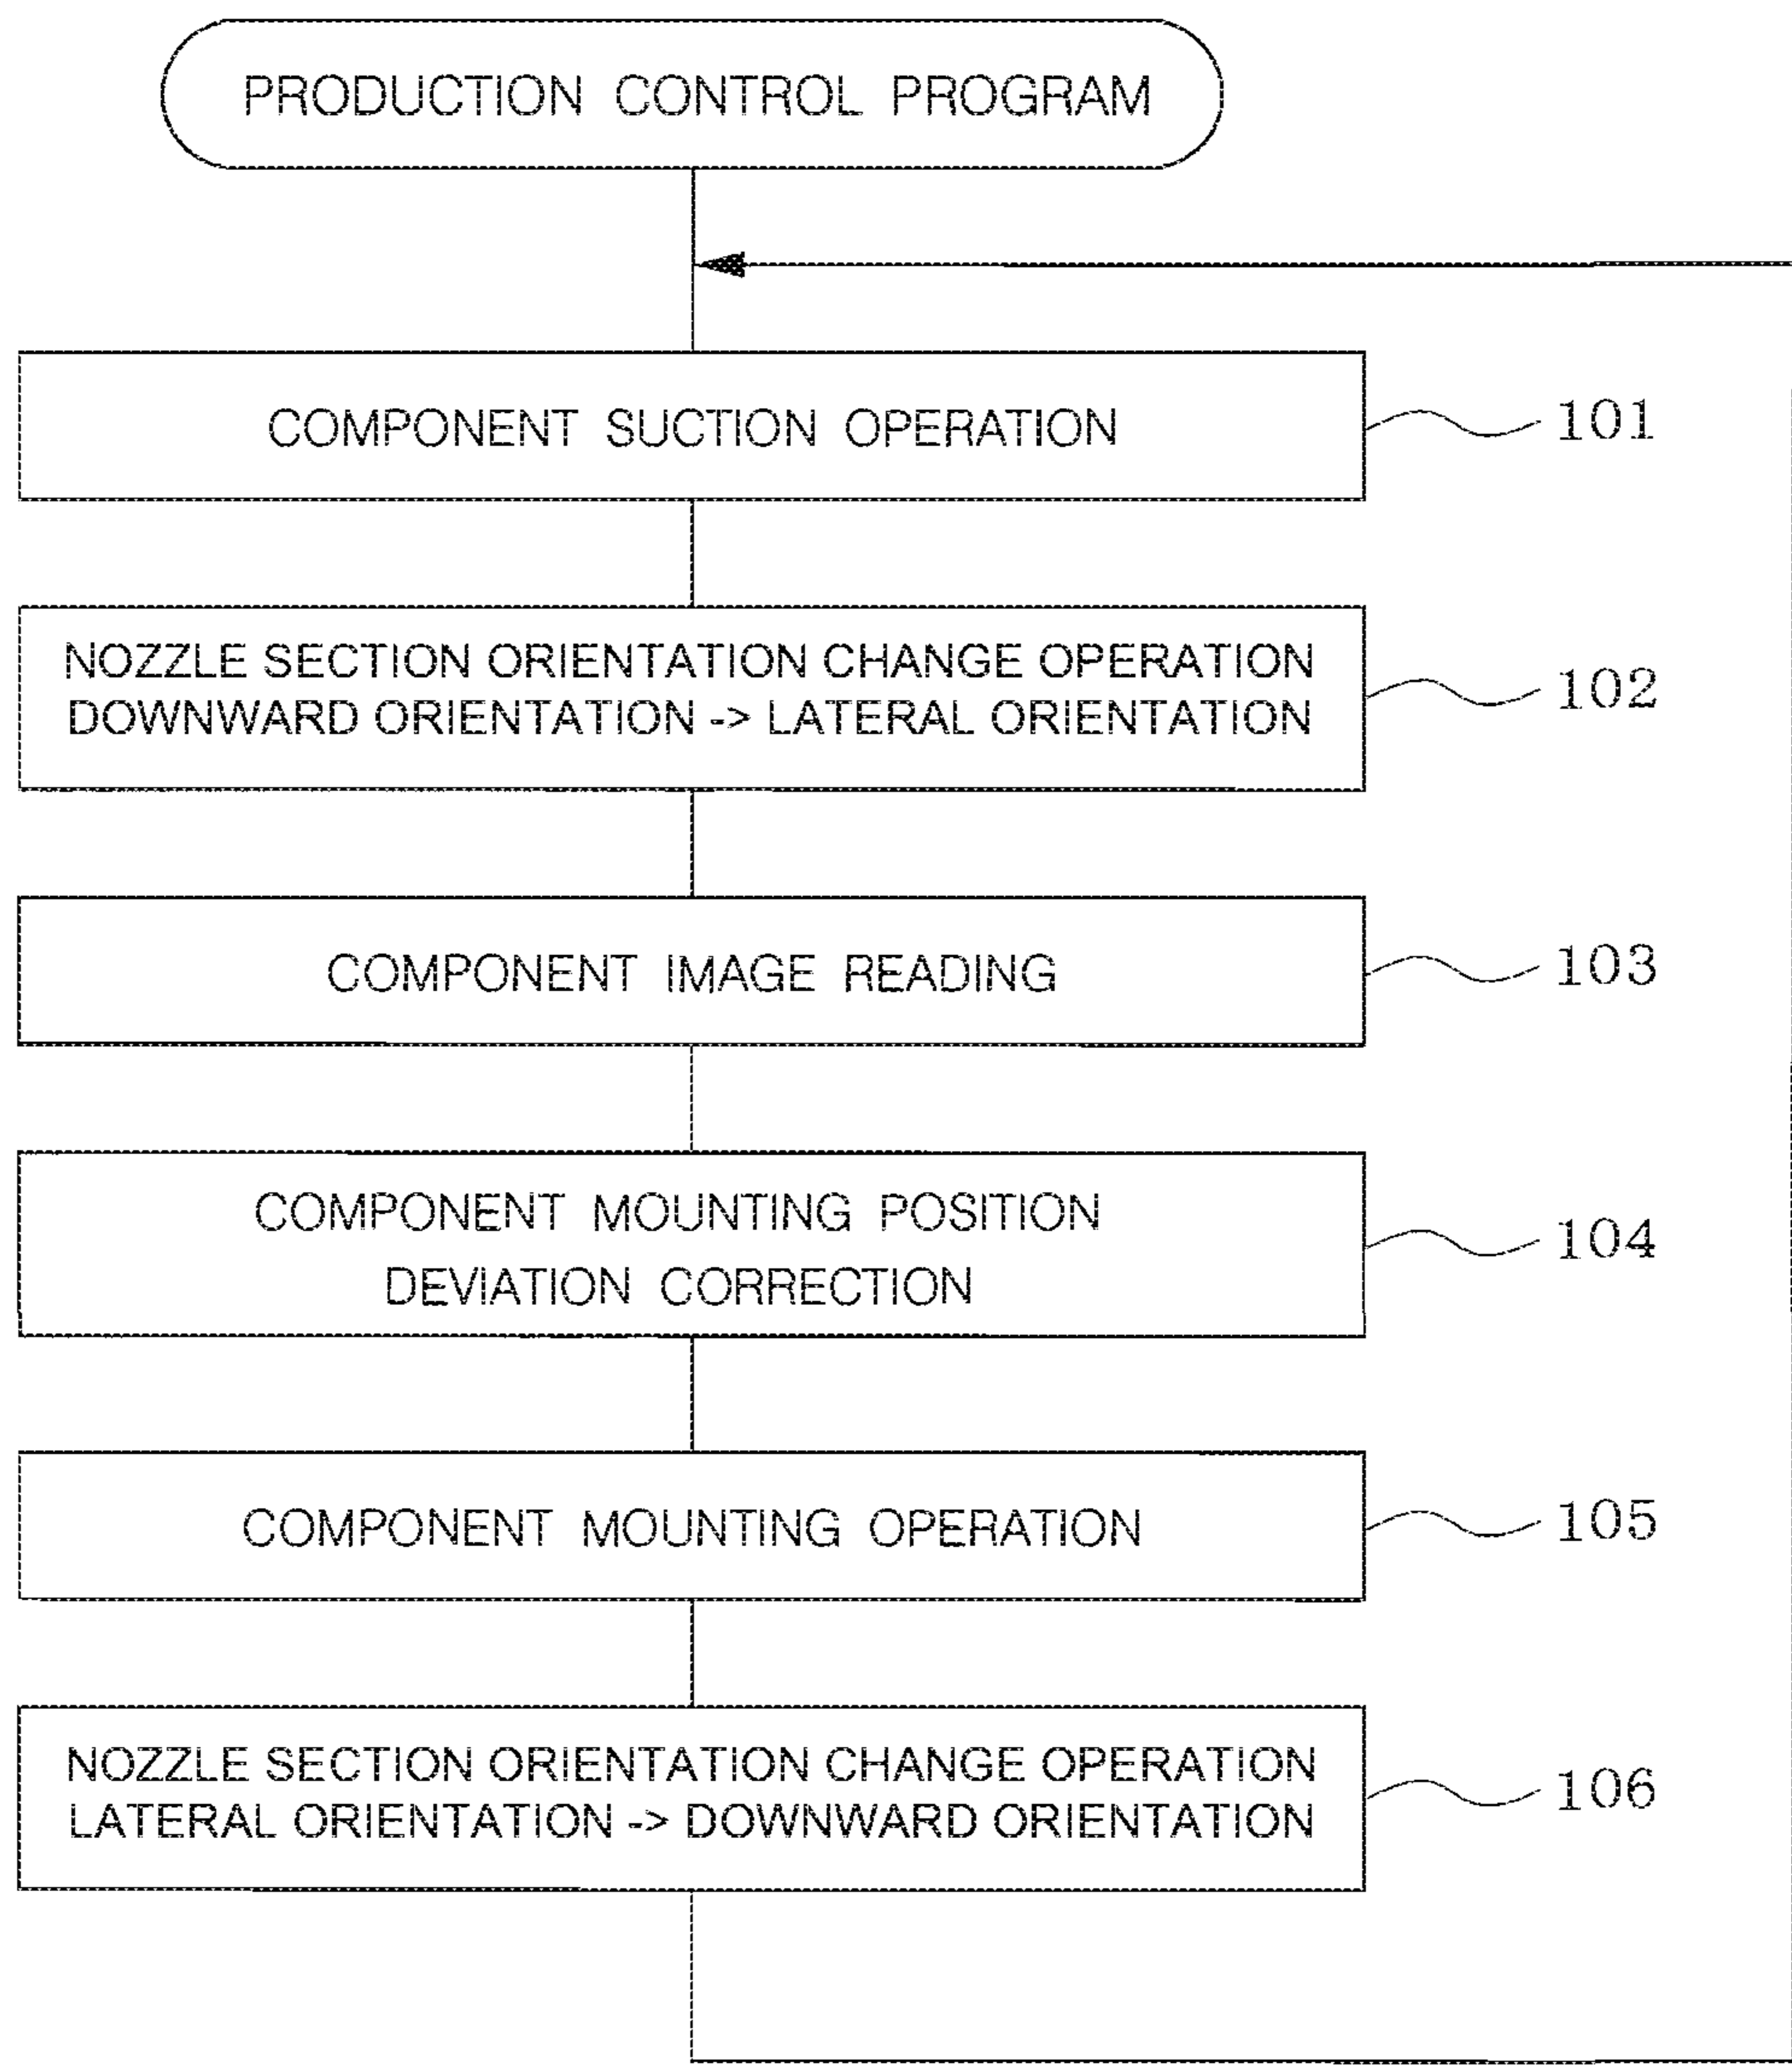 PRODUCTION CONTROL PROGRAM
COMPONENT SUCTION OPERATION
101
NOZZLE SECTION ORIENTATION CHANGE OPERATION
DOWNWARD ORIENTATION -> LATERAL ORIENTATION
102
COMPONENT IMAGE READING
103
COMPONENT MOUNTING POSITION
DEVIATION CORRECTION
104
COMPONENT MOUNTING OPERATION
105
NOZZLE SECTION ORIENTATION CHANGE OPERATION
LATERAL ORIENTATION -> DOWNWARD ORIENTATION
106